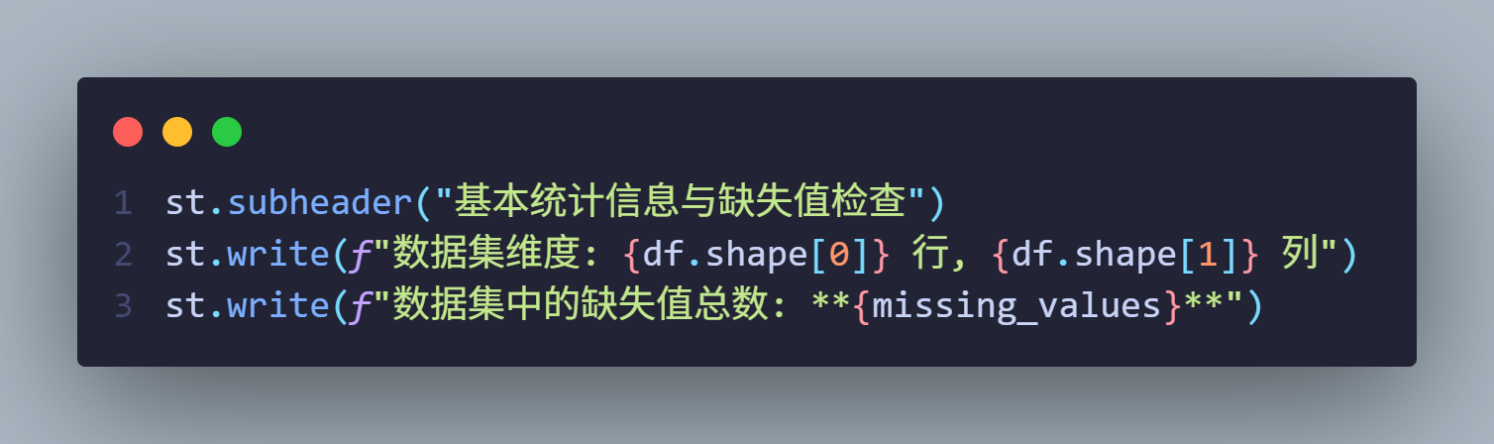 1 st.subheader("基本统计信息与缺失值检查")
2 st.write(f"数据集维度: {df.shape[0]} 行, {df.shape[1]} 列")
3 st.write(f"数据集中的缺失值总数: **{missing_values}**")